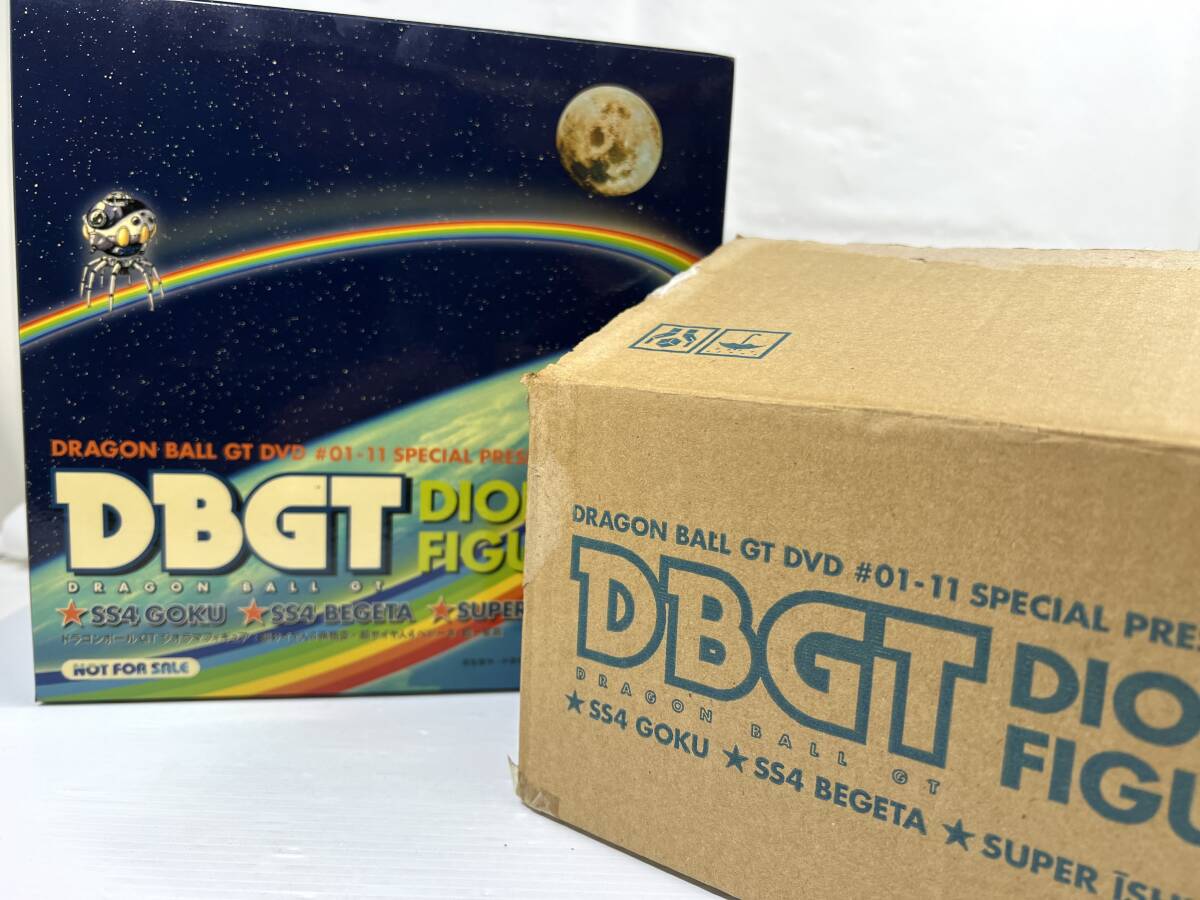 DRAGON BALL GT DVD #01-11 SPECIAL PRES
DBGT DIO
FIGU
DRAGON BALL GT
★SS4 GOKU ★SS4 BEGETA ★SUPER
NOT FOR SALE
DRAGON BALL GT DVD #01-11 SPECIAL PRES
DBGT DIO
FIGU
DRAGON BALL GT
★SS4 GOKU ★SS4 BEGETA ★SUPER ĪSH